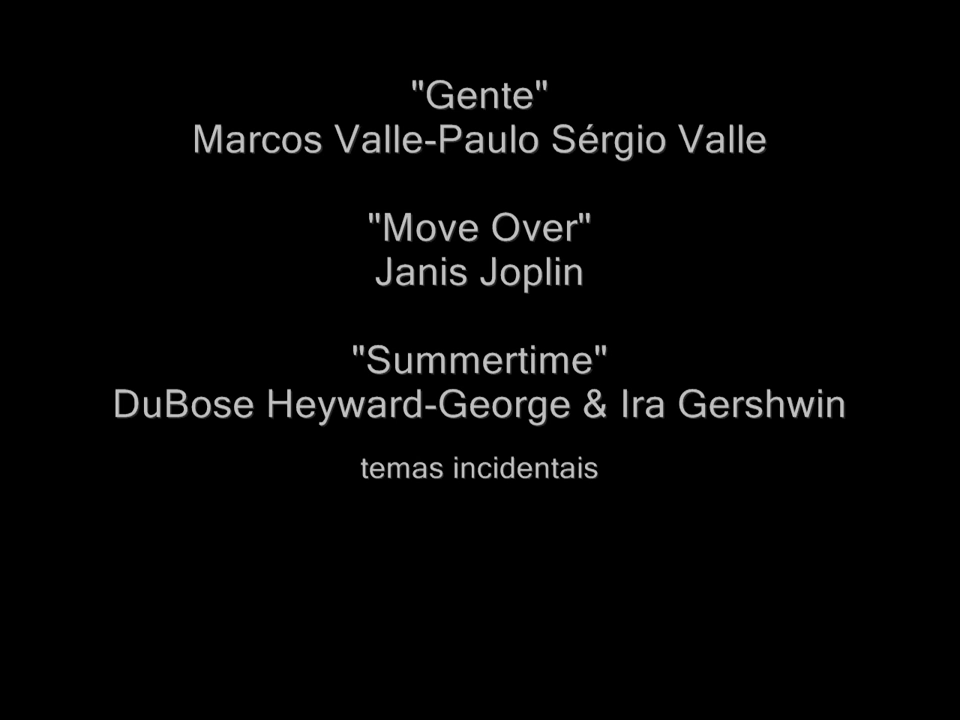 "Gente"
Marcos Valle-Paulo Sérgio Valle
"Move Over"
Janis Joplin
"Summertime"
DuBose Heyward-George & Ira Gershwin
temas incidentais